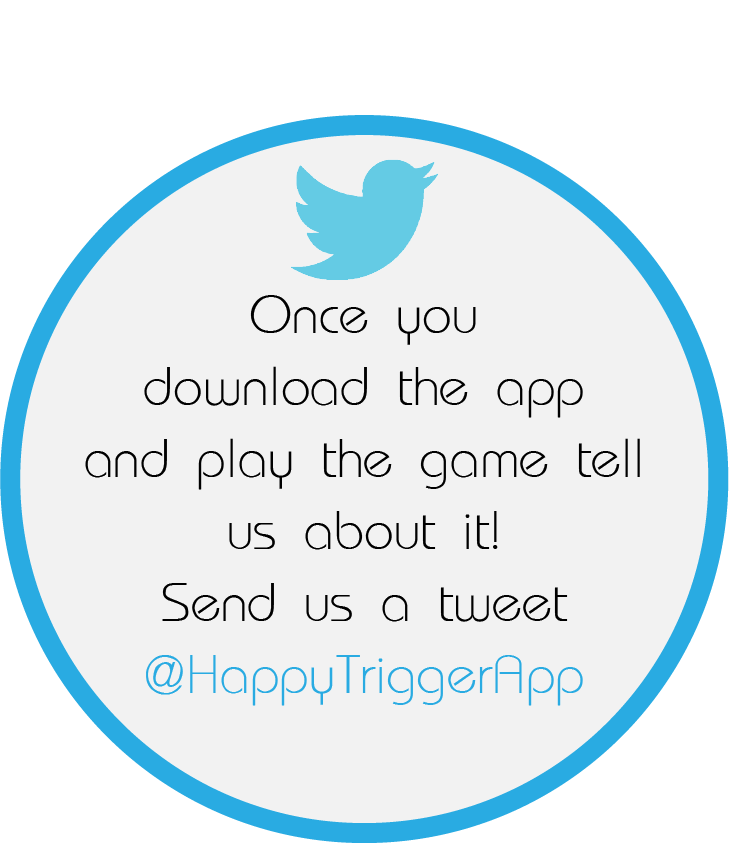 Once you
download the app
and play the game tell
us about it!
Send us a tweet
@HappyTriggerApp